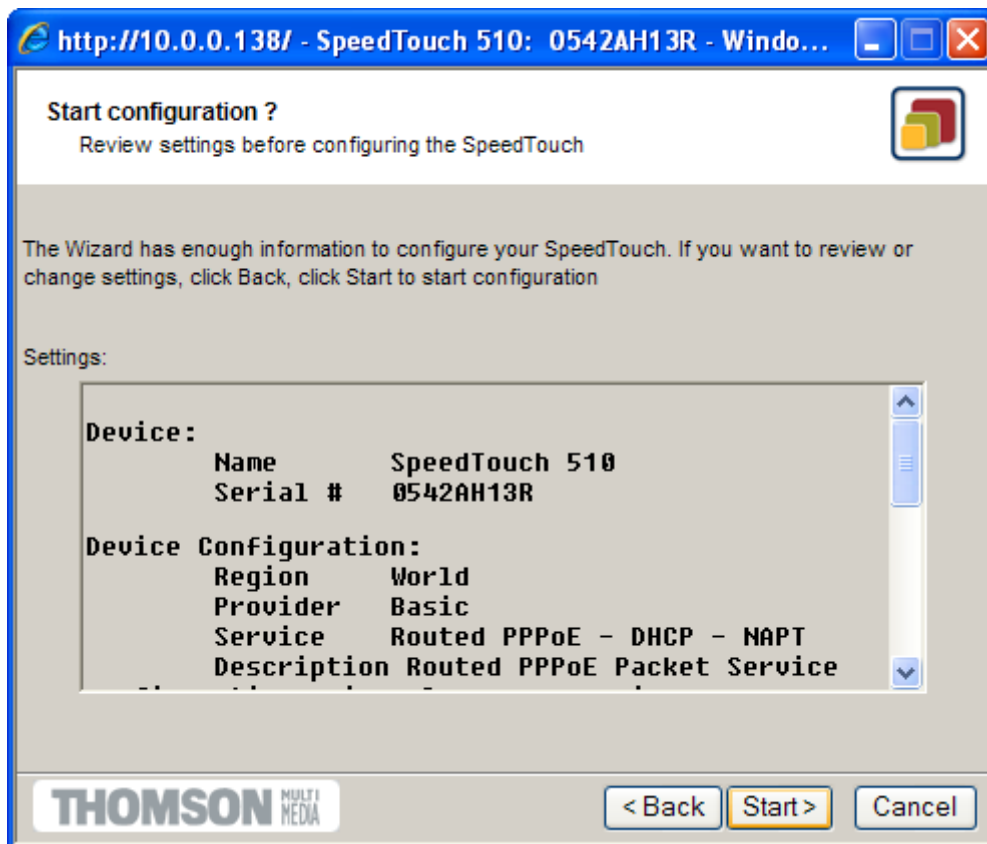 http://10.0.0.138/ - SpeedTouch 510: 0542AH13R - Windo...
Start configuration ?
Review settings before configuring the SpeedTouch
The Wizard has enough information to configure your SpeedTouch. If you want to review or
change settings, click Back, click Start to start configuration
Settings:
Device:
Name SpeedTouch 510
Serial # 0542AH13R
Device Configuration:
Region World
Provider Basic
Service Routed PPPoE - DHCP - NAPT
Description Routed PPPoE Packet Service
THOMSON MULTI MEDIA
< Back Start > Cancel